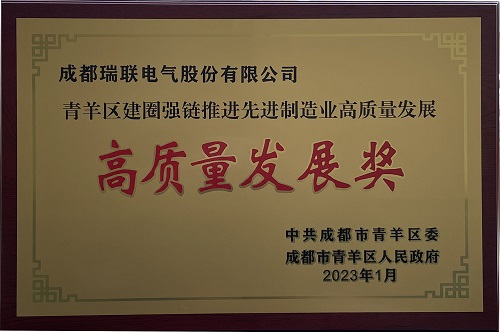 成都瑞联电气股份有限公司
青羊区建圈强链推进先进制造业高质量发展
高质量发展奖
中共成都市青羊区委
成都市青羊区人民政府
2023年1月